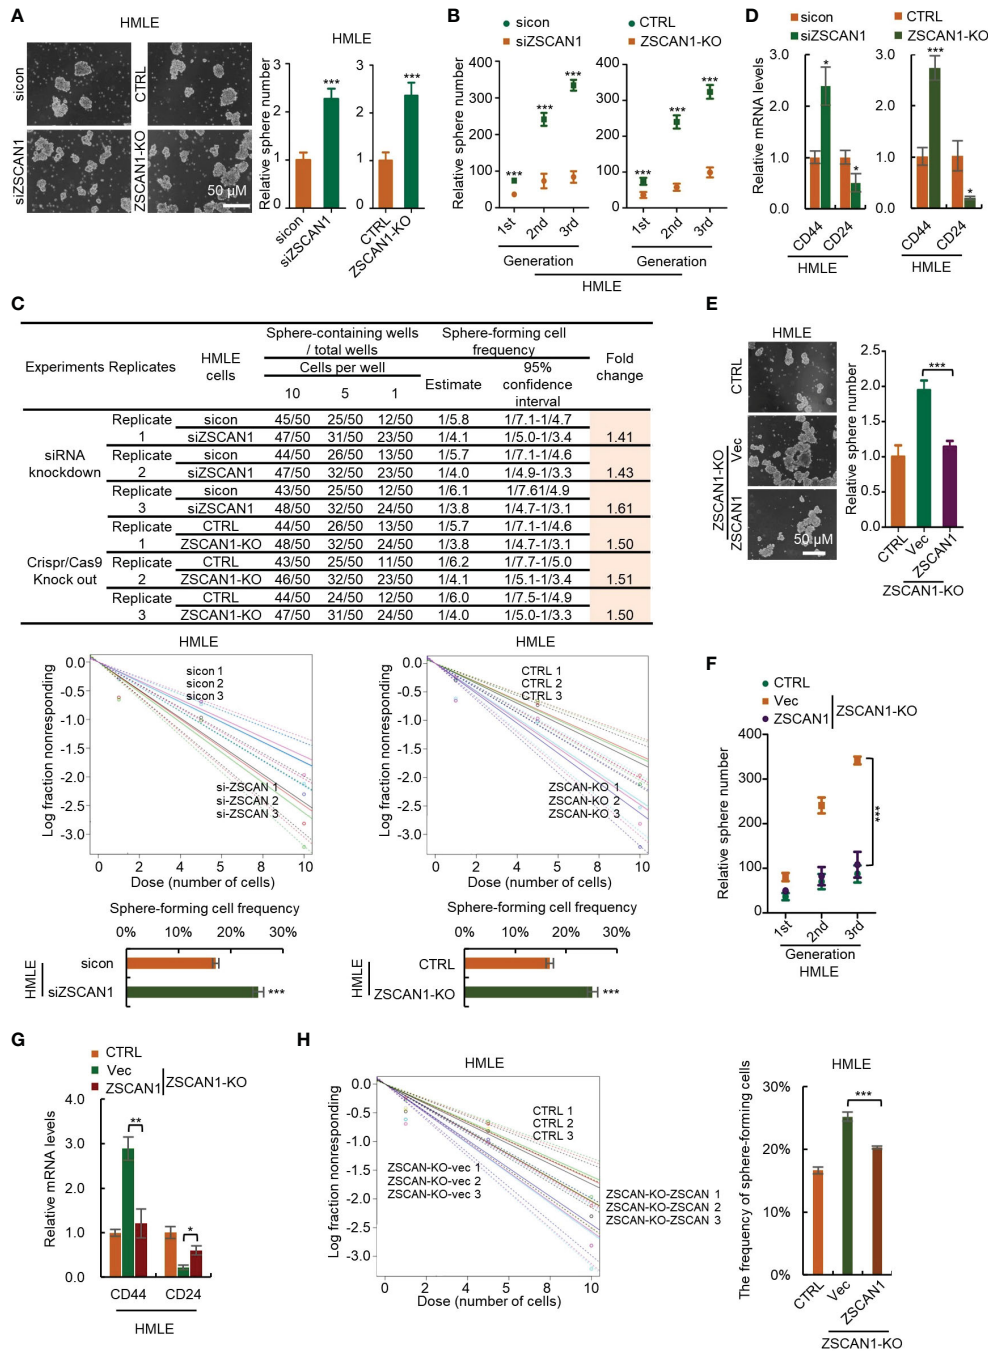 A
HMLE
sicon
CTRL
siZSCAN1
ZSCAN1-KO
50 µM
HMLE
Relative sphere number
3.0
2.0
1.0
0.0
***
sicon
siZSCAN1
3
2
1
0
***
CTRL
ZSCAN1-KO
B
sicon
siZSCAN1
CTRL
ZSCAN1-KO
Relative sphere number
400
300
200
100
0
***
***
***
1st
2nd
3rd
Generation
400
300
200
100
0
***
***
***
1st
2nd
3rd
Generation
HMLE
D
sicon
siZSCAN1
CTRL
ZSCAN1-KO
Relative mRNA levels
3.0
2.0
1.0
0.0
*
*
CD44
CD24
HMLE
3.0
2.0
1.0
0.0
***
*
CD44
CD24
HMLE
C
Experiments Replicates HMLE cells Sphere-containing wells / total wells Sphere-forming cell frequency Fold change
Cells per well Estimate 95% confidence interval
10 5 1
siRNA knockdown
Replicate 1 sicon 45/50 25/50 12/50 1/5.8 1/7.1-1/4.7
siZSCAN1 47/50 31/50 23/50 1/4.1 1/5.0-1/3.4 1.41
Replicate 2 sicon 44/50 26/50 13/50 1/5.7 1/7.1-1/4.6
siZSCAN1 47/50 32/50 23/50 1/4.0 1/4.9-1/3.3 1.43
Replicate 3 sicon 43/50 25/50 12/50 1/6.1 1/7.61/4.9
siZSCAN1 48/50 32/50 24/50 1/3.8 1/4.7-1/3.1 1.61
Crispr/Cas9 Knock out
Replicate 1 CTRL 44/50 26/50 13/50 1/5.7 1/7.1-1/4.6
ZSCAN1-KO 48/50 32/50 24/50 1/3.8 1/4.7-1/3.1 1.50
Replicate 2 CTRL 43/50 25/50 11/50 1/6.2 1/7.7-1/5.0
ZSCAN1-KO 46/50 32/50 23/50 1/4.1 1/5.1-1/3.4 1.51
Replicate 3 CTRL 44/50 24/50 12/50 1/6.0 1/7.5-1/4.9
ZSCAN1-KO 47/50 31/50 24/50 1/4.0 1/5.0-1/3.3 1.50
HMLE
Log fraction nonresponding
0.0
-0.5
-1.0
-1.5
-2.0
-2.5
-3.0
sicon 1
sicon 2
sicon 3
si-ZSCAN 1
si-ZSCAN 2
si-ZSCAN 3
0 2 4 5 8 10
Dose (number of cells)
HMLE
Log fraction nonresponding
0.0
-0.5
-1.0
-1.5
-2.0
-2.5
-3.0
CTRL 1
CTRL 2
CTRL 3
ZSCAN-KO 1
ZSCAN-KO 2
ZSCAN-KO 3
0 2 4 5 8 10
Dose (number of cells)
Sphere-forming cell frequency
0% 10% 20% 30%
HMLE
sicon
siZSCAN1
***
Sphere-forming cell frequency
0% 10% 20% 30%
HMLE
CTRL
ZSCAN1-KO
***
E
HMLE
CTRL
Vec
ZSCAN1
ZSCAN1-KO
50 µM
Relative sphere number
2.5
2.0
1.5
1.0
0.5
0.0
***
CTRL
Vec
ZSCAN1
ZSCAN1-KO
F
CTRL
Vec
ZSCAN1
ZSCAN1-KO
Relative sphere number
400
300
200
100
0
***
1st
2nd
3rd
Generation
HMLE
G
CTRL
Vec
ZSCAN1
ZSCAN1-KO
Relative mRNA levels
4.0
3.0
2.0
1.0
0.0
**
*
CD44
CD24
HMLE
H
HMLE
Log fraction nonresponding
0.0
-0.5
-1.0
-1.5
-2.0
-2.5
-3.0
CTRL 1
CTRL 2
CTRL 3
ZSCAN-KO-vec 1
ZSCAN-KO-vec 2
ZSCAN-KO-vec 3
ZSCAN-KO-ZSCAN 1
ZSCAN-KO-ZSCAN 2
ZSCAN-KO-ZSCAN 3
0 2 4 5 8 10
Dose (number of cells)
HMLE
The frequency of sphere-forming cells
30%
20%
10%
0%
***
CTRL
Vec
ZSCAN1
ZSCAN1-KO